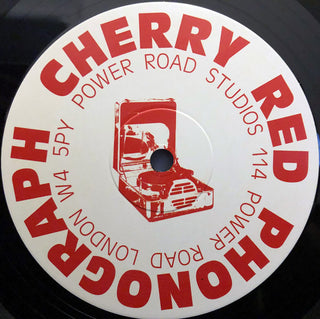 CHERRY RED PHONOGRAPH
POWER ROAD STUDIOS 114 POWER ROAD LONDON W4 5PY